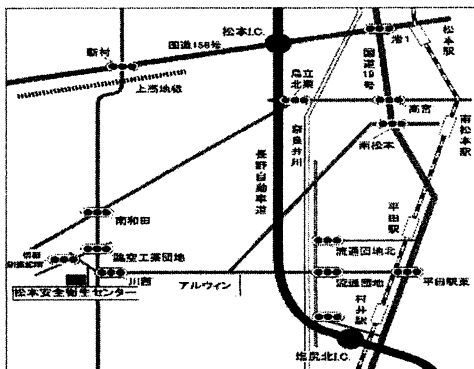 松本I.C.
国道158号
渚1
松本駅
新村
上高地線
島立北栗
国道19号
高宮
南松本
南松本駅
奈良井川
長野自動車道
平田駅
南和田
臨空工業団地
流通団地北
川西
アルウィン
流通団地
平田駅東
松本安全衛生センター
村井駅
塩尻北I.C.